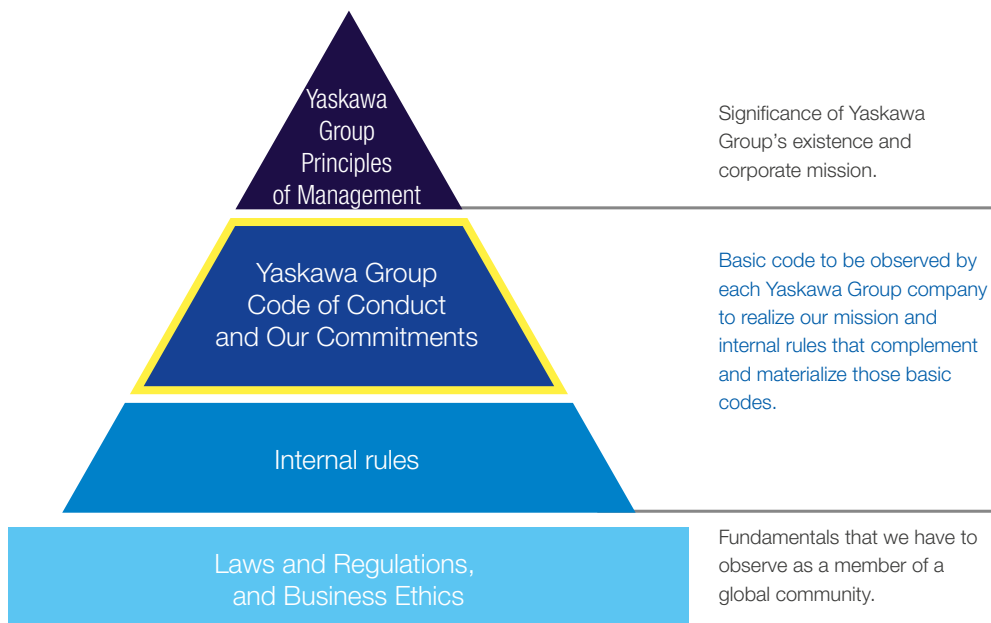 Yaskawa
Group
Principles
of Management
Significance of Yaskawa
Group’s existence and
corporate mission.
Yaskawa Group
Code of Conduct
and Our Commitments
Basic code to be observed by
each Yaskawa Group company
to realize our mission and
internal rules that complement
and materialize those basic
codes.
Internal rules
Laws and Regulations,
and Business Ethics
Fundamentals that we have to
observe as a member of a
global community.